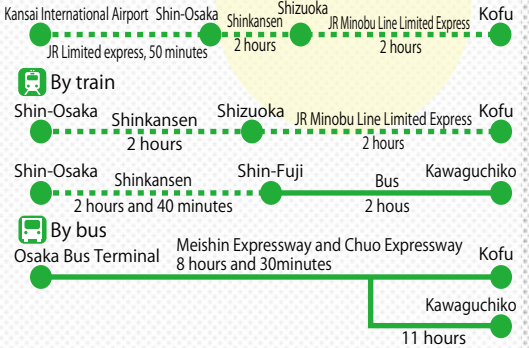 Kansai International Airport Shin-Osaka Shizuoka Kofu
Shinkansen JR Minobu Line Limited Express
JR Limited express, 50 minutes 2 hours 2 hours
By train
Shin-Osaka Shizuoka Kofu
Shinkansen JR Minobu Line Limited Express
2 hours 2 hours
Shin-Osaka Shin-Fuji Kawaguchiko
Shinkansen Bus
2 hours and 40 minutes 2 hous
By bus
Osaka Bus Terminal Meishin Expressway and Chuo Expressway Kofu
8 hours and 30minutes
Kawaguchiko
11 hours